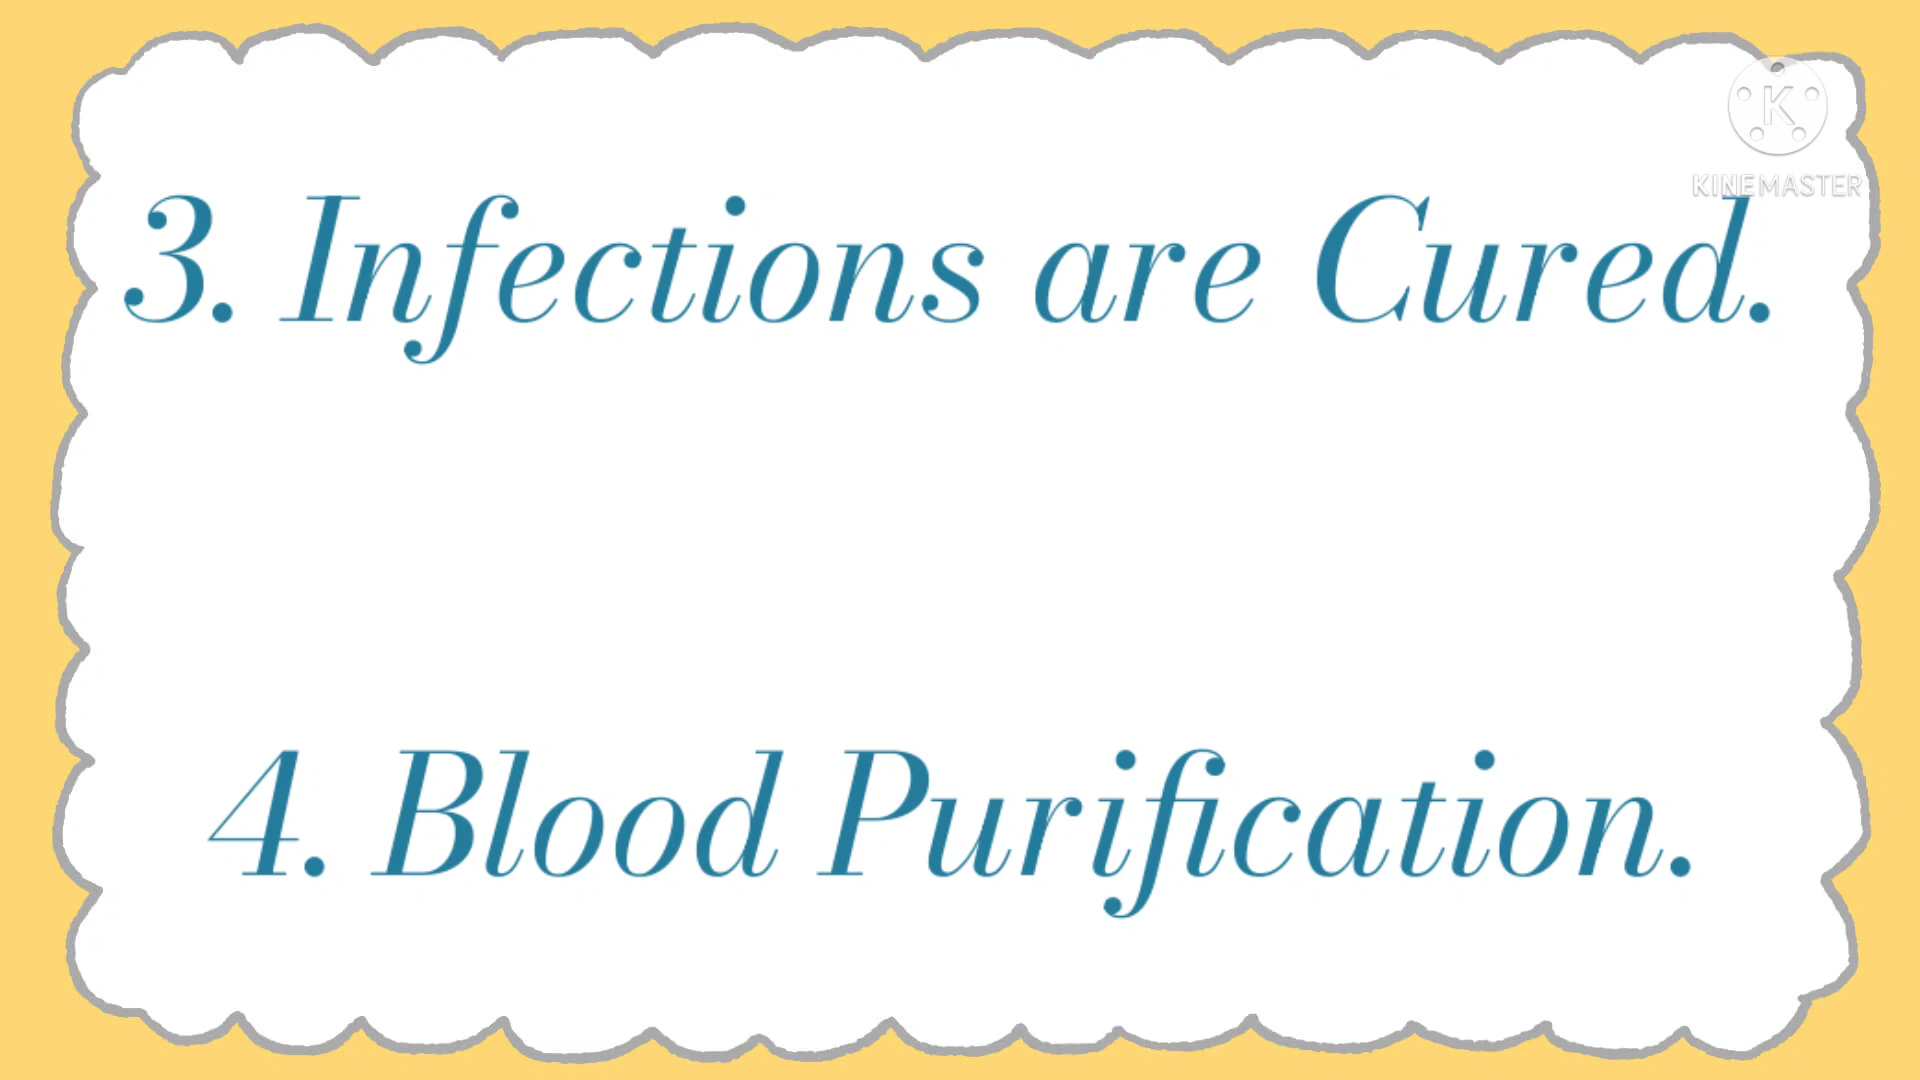 K
KINEMASTER
3. Infections are Cured.
4. Blood Purification.